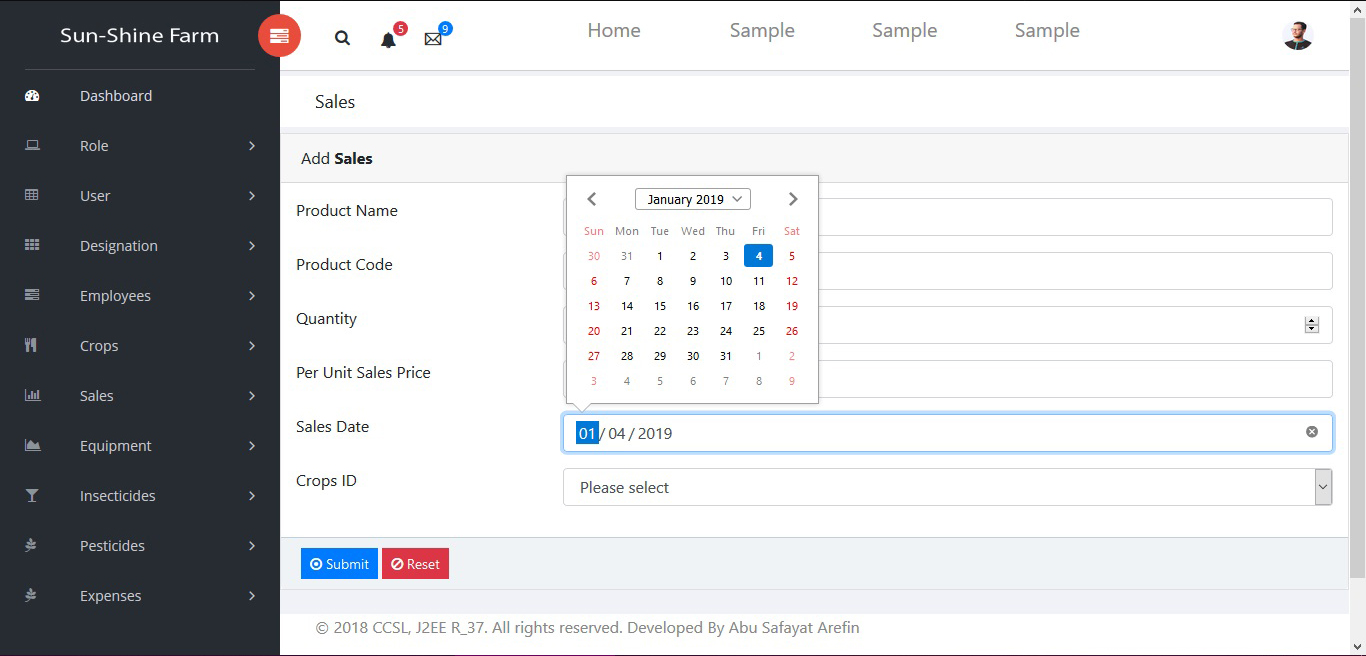 Sun-Shine Farm
5
9
Home
Sample
Sample
Sample
Dashboard
Role
User
Designation
Employees
Crops
Sales
Equipment
Insecticides
Pesticides
Expenses
Sales
Add Sales
Product Name
Product Code
Quantity
Per Unit Sales Price
Sales Date
Crops ID
January 2019
Sun Mon Tue Wed Thu Fri Sat
30 31 1 2 3 4 5
6 7 8 9 10 11 12
13 14 15 16 17 18 19
20 21 22 23 24 25 26
27 28 29 30 31 1 2
3 4 5 6 7 8 9
01 / 04 / 2019
Please select
Submit
Reset
© 2018 CCSL, J2EE R_37. All rights reserved. Developed By Abu Safayat Arefin